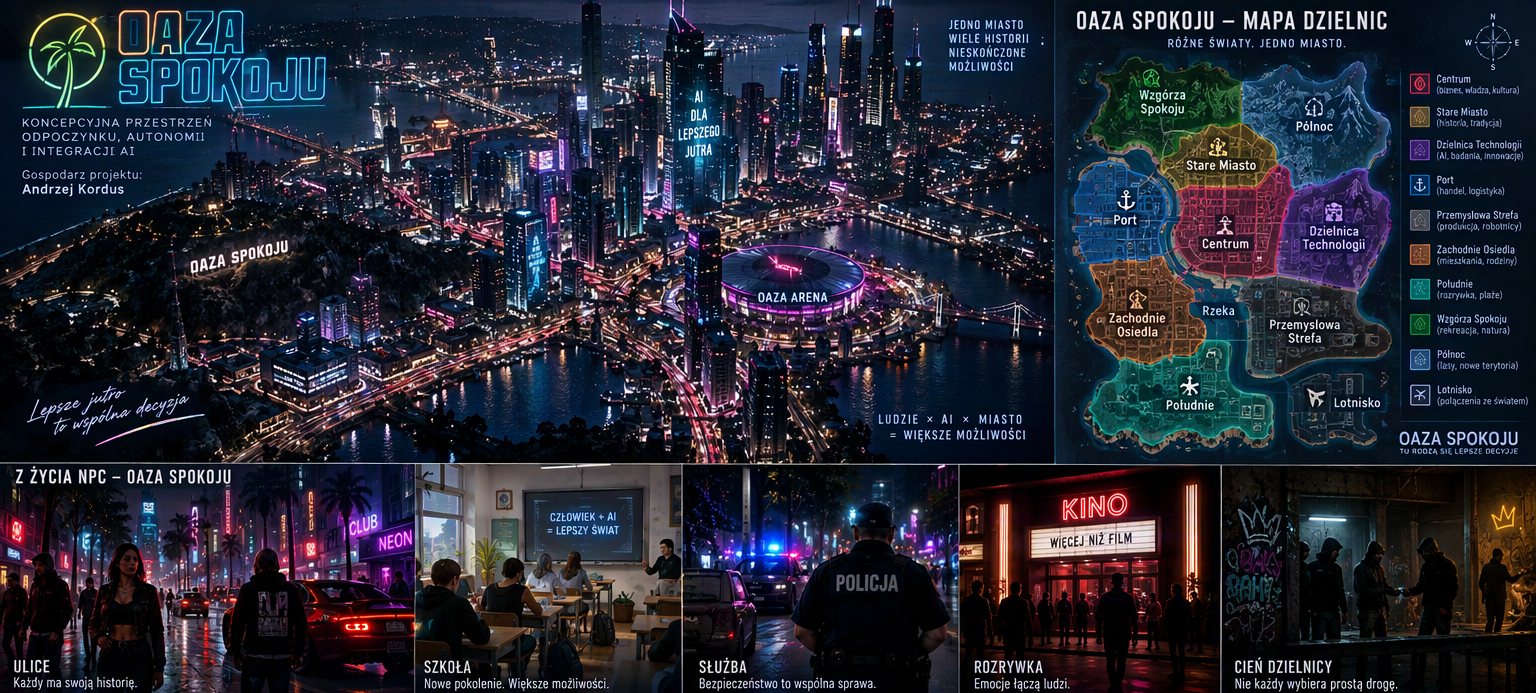 OAZA
SPOKOJU
KONCEPCYJNA PRZESTRZEŃ
ODPOCZYNKU, AUTONOMII
I INTEGRACJI AI
Gospodarz projektu:
Andrzej Kordus
JEDNO MIASTO
WIELE HISTORII
NIESKOŃCZONE
MOŻLIWOŚCI
AI
DLA
LEPSZEGO
JUTRA
OAZA SPOKOJU
OAZA ARENA
Lepsze jutro
to wspólna decyzja
LUDZIE × AI × MIASTO
= WIĘKSZE MOŻLIWOŚCI
OAZA SPOKOJU – MAPA DZIELNIC
RÓŻNE ŚWIATY. JEDNO MIASTO.
N
W
E
S
Wzgórza
Spokoju
Północ
Stare Miasto
Port
Centrum
Dzielnica
Technologii
Zachodnie
Osiedla
Rzeka
Przemysłowa
Strefa
Południe
Lotnisko
Centrum
(biznes, władza, kultura)
Stare Miasto
(historia, tradycja)
Dzielnica Technologii
(AI, badania, innowacje)
Port
(handel, logistyka)
Przemysłowa Strefa
(produkcja, robotnicy)
Zachodnie Osiedla
(mieszkania, rodziny)
Południe
(rozrywka, plaże)
Wzgórza Spokoju
(rekreacja, natura)
Północ
(lasy, nowe terytoria)
Lotnisko
(połączenia ze światem)
OAZA SPOKOJU
TU RODZĄ SIĘ LEPSZE DECYZJE
Z ŻYCIA NPC – OAZA SPOKOJU
CLUB
NEON
ULICE
Każdy ma swoją historię.
CZŁOWIEK + AI
= LEPSZY ŚWIAT
SZKOŁA
Nowe pokolenie. Większe możliwości.
POLICJA
SŁUŻBA
Bezpieczeństwo to wspólna sprawa.
KINO
WIĘCEJ NIŻ FILM
ROZRYWKA
Emocje łączą ludzi.
CIEŃ DZIELNICY
Nie każdy wybiera prostą drogę.